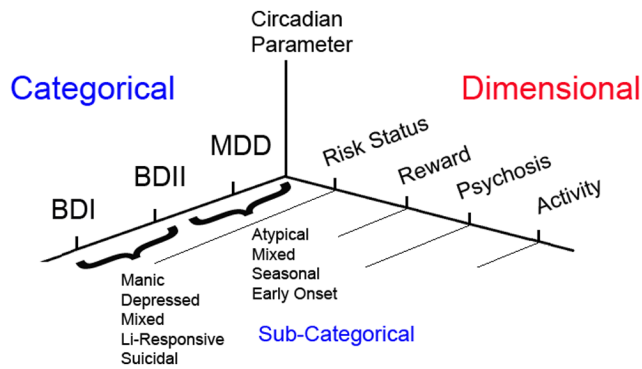 Circadian
Parameter
Categorical
Dimensional
MDD
BDII
BDI
Risk Status
Reward
Psychosis
Activity
Manic
Depressed
Mixed
Li-Responsive
Suicidal
Atypical
Mixed
Seasonal
Early Onset
Sub-Categorical